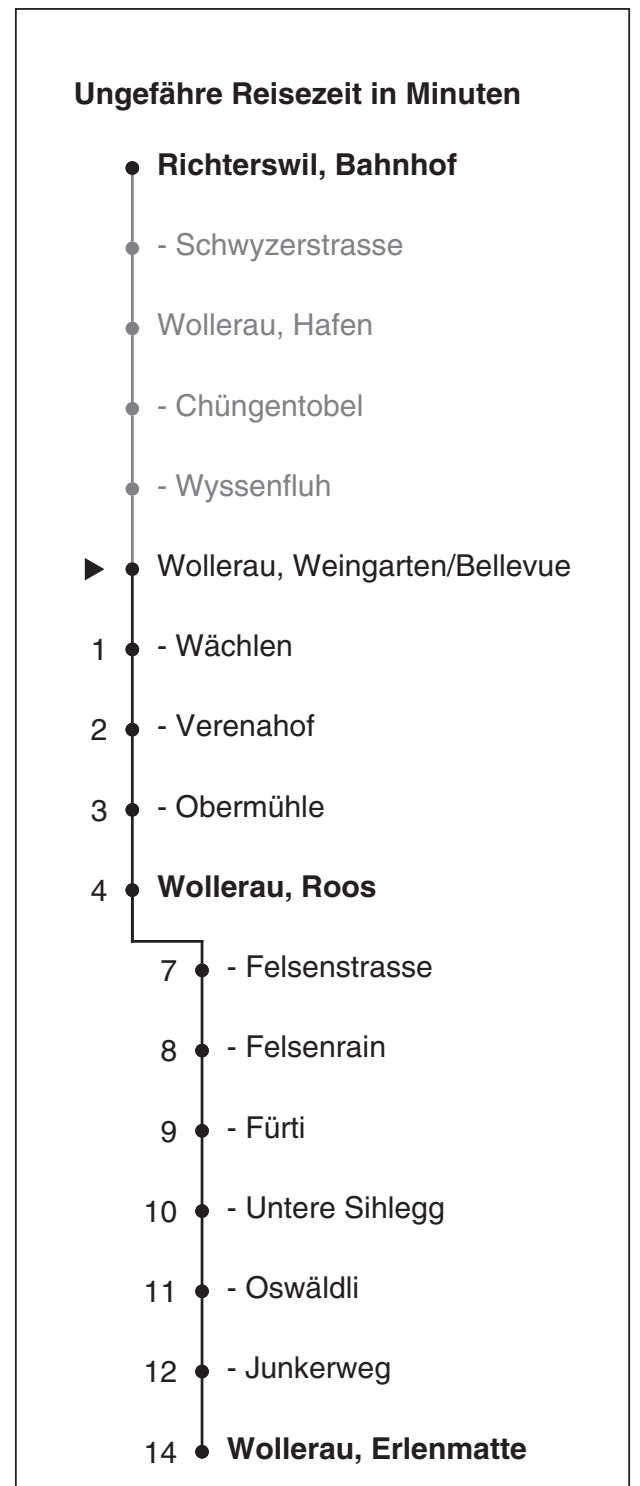 Ungefähre Reisezeit in Minuten
Richterswil, Bahnhof
- Schwyzerstrasse
Wollerau, Hafen
- Chüngentobel
- Wyssenfluh
Wollerau, Weingarten/Bellevue
1 - Wächlen
2 - Verenahof
3 - Obermühle
4 Wollerau, Roos
7 - Felsenstrasse
8 - Felsenrain
9 - Fürti
10 - Untere Sihlegg
11 - Oswäldli
12 - Junkerweg
14 Wollerau, Erlenmatte